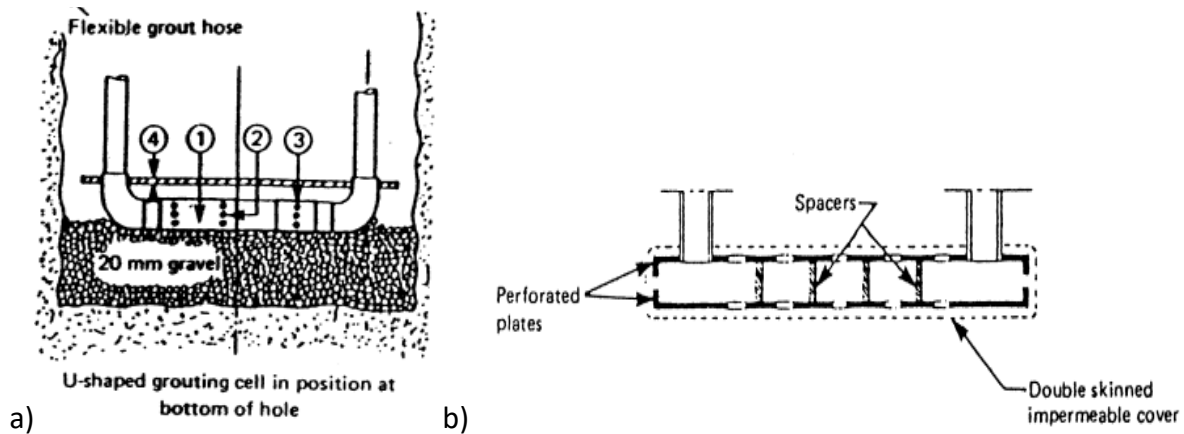 Flexible grout hose
4
1
2
3
20 mm gravel
U-shaped grouting cell in position at
bottom of hole
a)
Spacers
Perforated
plates
Double skinned
impermeable cover
b)